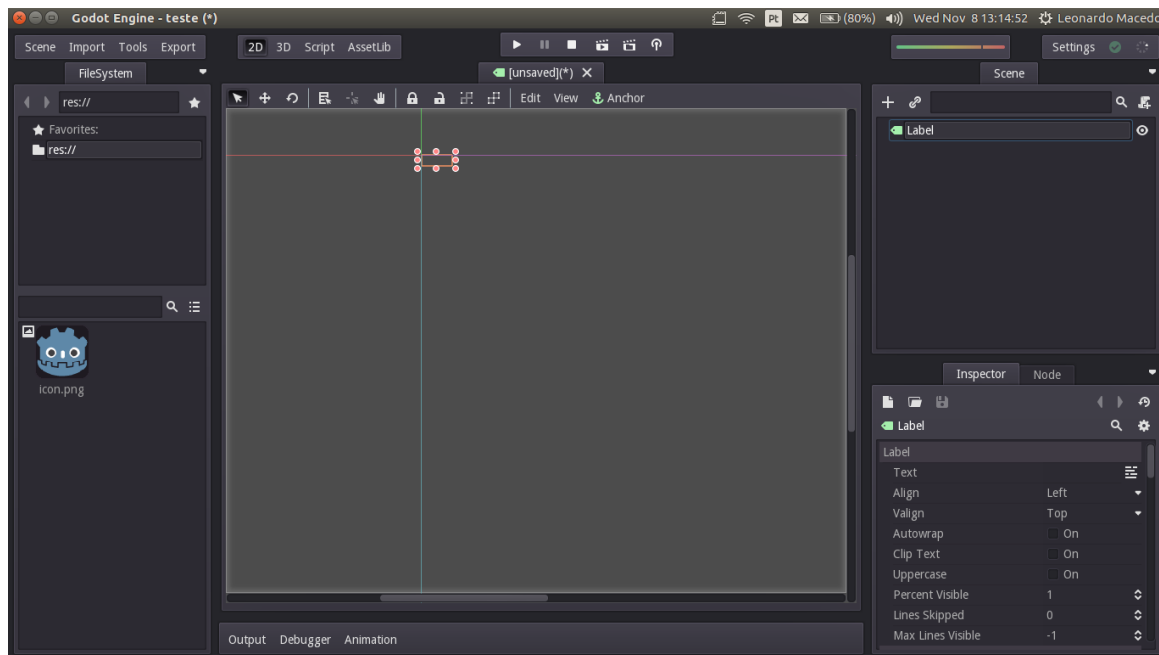 Godot Engine - teste (*)
Pt
(80%)
Wed Nov 8 13:14:52
Leonardo Macedo
Scene Import Tools Export
2D 3D Script AssetLib
Settings
FileSystem
[unsaved](*)
Scene
res://
Edit View Anchor
Favorites:
res://
Label
icon.png
Inspector Node
Label
Label
Text
Align Left
Valign Top
Autowrap On
Clip Text On
Uppercase On
Percent Visible 1
Lines Skipped 0
Max Lines Visible -1
Output Debugger Animation